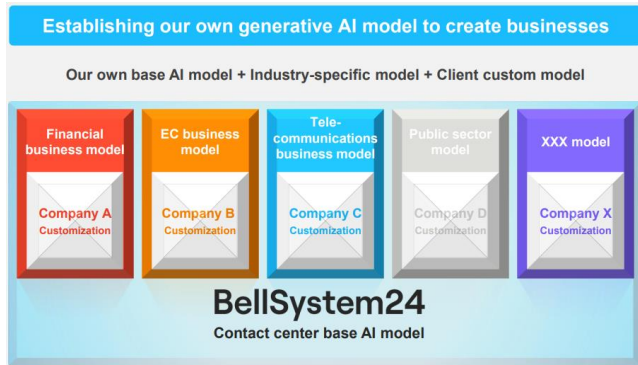 Establishing our own generative AI model to create businesses
Our own base AI model + Industry-specific model + Client custom model
Financial
business model
Company A
Customization
EC business
model
Company B
Customization
Tele-
communications
business model
Company C
Customization
Public sector
model
Company D
Customization
XXX model
Company X
Customization
BellSystem24
Contact center base AI model